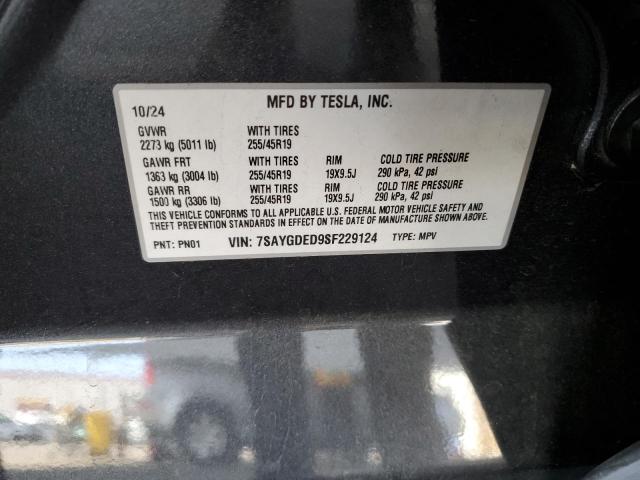 MFD BY TESLA, INC.
10/24
GVWR WITH TIRES
2273 kg (5011 lb) 255/45R19
GAWR FRT WITH TIRES RIM COLD TIRE PRESSURE
1363 kg (3004 lb) 255/45R19 19X9.5J 290 kPa, 42 psi
GAWR RR WITH TIRES RIM COLD TIRE PRESSURE
1500 kg (3306 lb) 255/45R19 19X9.5J 290 kPa, 42 psi
THIS VEHICLE CONFORMS TO ALL APPLICABLE U.S. FEDERAL MOTOR VEHICLE SAFETY AND
THEFT PREVENTION STANDARDS IN EFFECT ON THE DATE OF MANUFACTURE SHOWN ABOVE.
PNT: PN01 VIN: 7SAYGDED9SF229124 TYPE: MPV